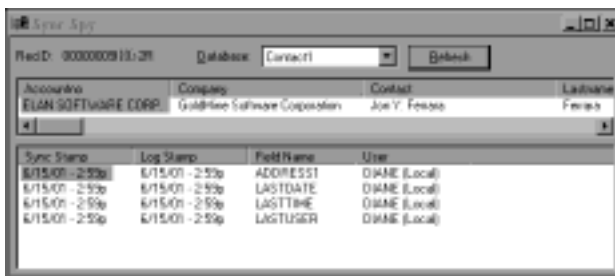 Sync Spy
RecID: Database: Contact1 Refresh
Accountno Company Contact Lastname
ELAN SOFTWARE CORP... GoldMine Software Corporation Jon V. Ferrara Ferrara
Sync Stamp Log Stamp Field Name User
6/15/01 - 2:59p 6/15/01 - 2:59p ADDRESS1 DIANE (Local)
6/15/01 - 2:59p 6/15/01 - 2:59p LASTDATE DIANE (Local)
6/15/01 - 2:59p 6/15/01 - 2:59p LASTTIME DIANE (Local)
6/15/01 - 2:59p 6/15/01 - 2:59p LASTUSER DIANE (Local)